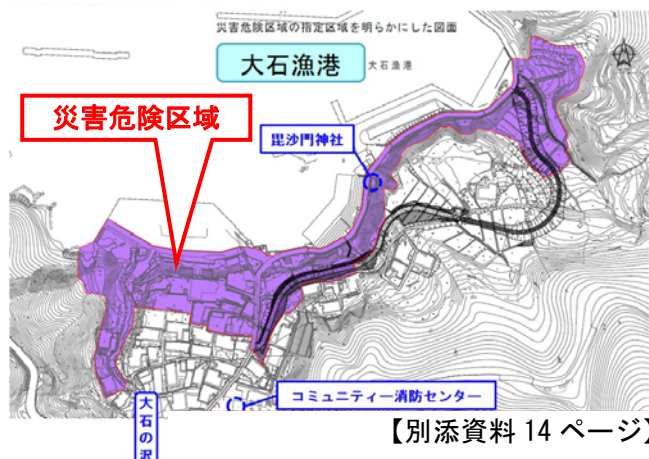 災害危険区域の指定区域を明らかにした図面
大石漁港
大石漁港
災害危険区域
毘沙門神社
コミュニティー消防センター
大石の沢
【別添資料 14 ページ】